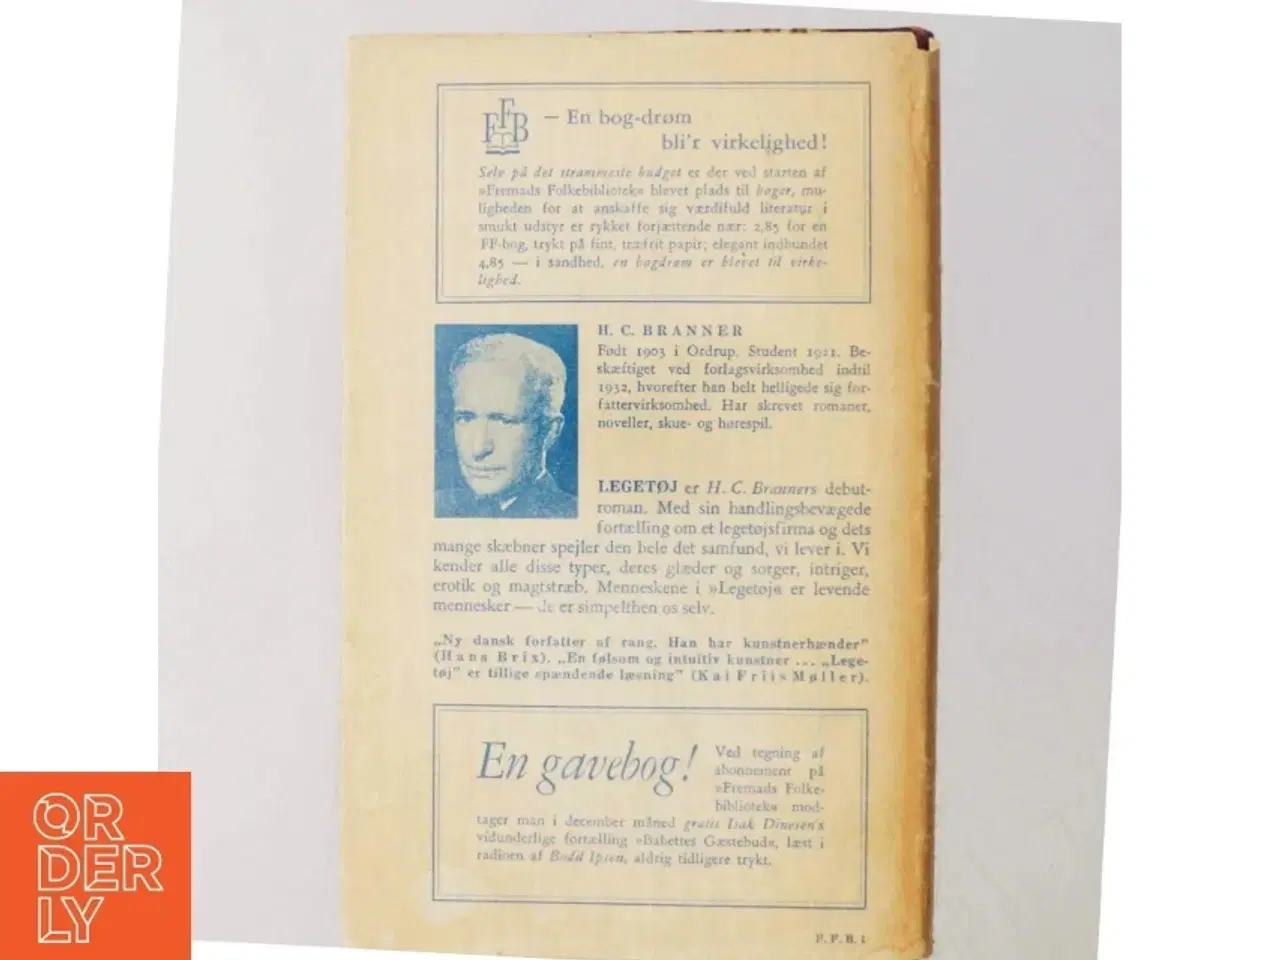 FFB
— En bog-drøm
bli'r virkelighed!
Selv på det strammeste budget er der ved starten af
»Fremads Folkebibliotek« blevet plads til bøger, mu-
ligheden for at anskaffe sig værdifuld literatur i
smukt udstyr er rykket forjættende nær: 2,85 for en
FF-bog, trykt på fint, træfrit papir; elegant indbundet
4,85 — i sandhed, en bogdrøm er blevet til virke-
lighed.
H. C. BRANNER
Født 1903 i Ordrup. Student 1921. Be-
skæftiget ved forlagsvirksomhed indtil
1932, hvorefter han helt helligede sig for-
fattervirksomhed. Har skrevet romaner,
noveller, skue- og hørespil.
LEGETØJ er H. C. Branners debut-
roman. Med sin handlingsbevægede
fortælling om et legetøjsfirma og dets
mange skæbner spejler den hele det samfund, vi lever i. Vi
kender alle disse typer, deres glæder og sorger, intriger,
erotik og magtstræb. Menneskene i »Legetøj« er levende
mennesker — de er simpelthen os selv.
„Ny dansk forfatter af rang. Han har kunstnerhænder"
(Hans Brix). „En følsom og intuitiv kunstner ... „Lege-
tøj" er tillige spændende læsning" (Kai Friis Møller).
En gavebog!
Ved tegning af
abonnement på
»Fremads Folke-
bibliotek« mod-
tager man i december måned gratis Isak Dinesen's
vidunderlige fortælling »Babettes Gæstebud«, læst i
radioen af Bodil Ipsen, aldrig tidligere trykt.
F. F. B. 1
OR
DER
LY